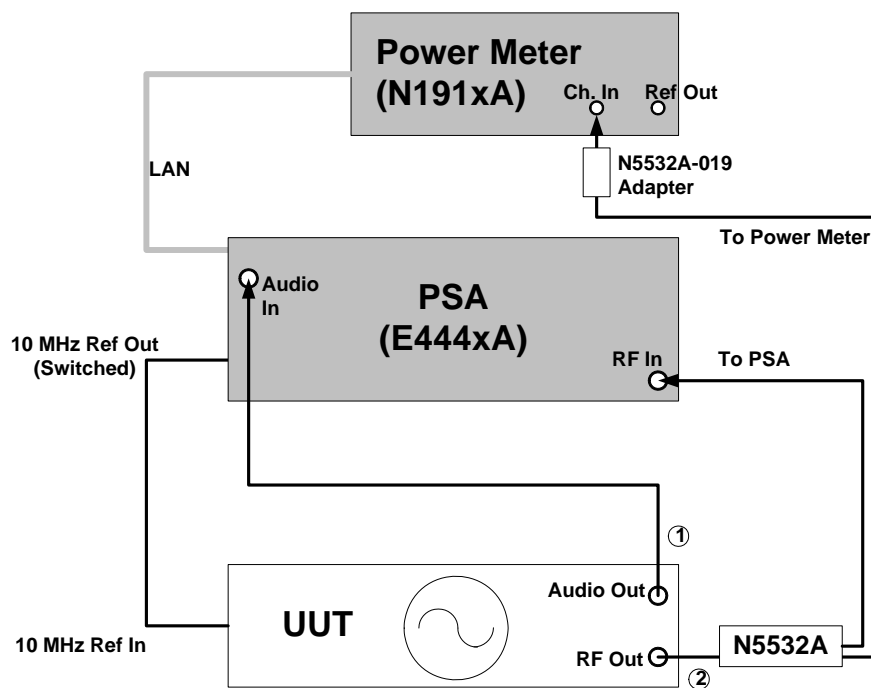 Power Meter
(N191xA)
Ch. In
Ref Out
LAN
N5532A-019
Adapter
To Power Meter
Audio
In
PSA
(E444xA)
10 MHz Ref Out
(Switched)
RF In
To PSA
1
Audio Out
UUT
10 MHz Ref In
RF Out
N5532A
2